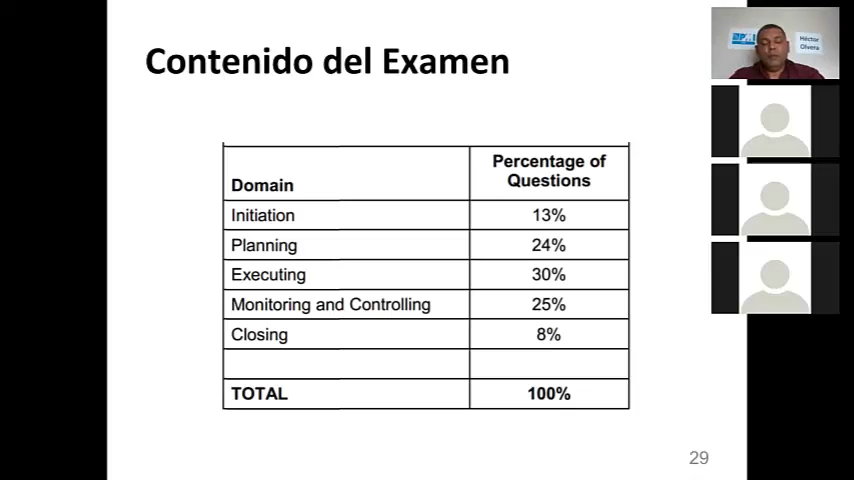 Contenido del Examen
Domain
Percentage of
Questions
Initiation 13%
Planning 24%
Executing 30%
Monitoring and Controlling 25%
Closing 8%
TOTAL 100%
29
PMI
Héctor
Olvera